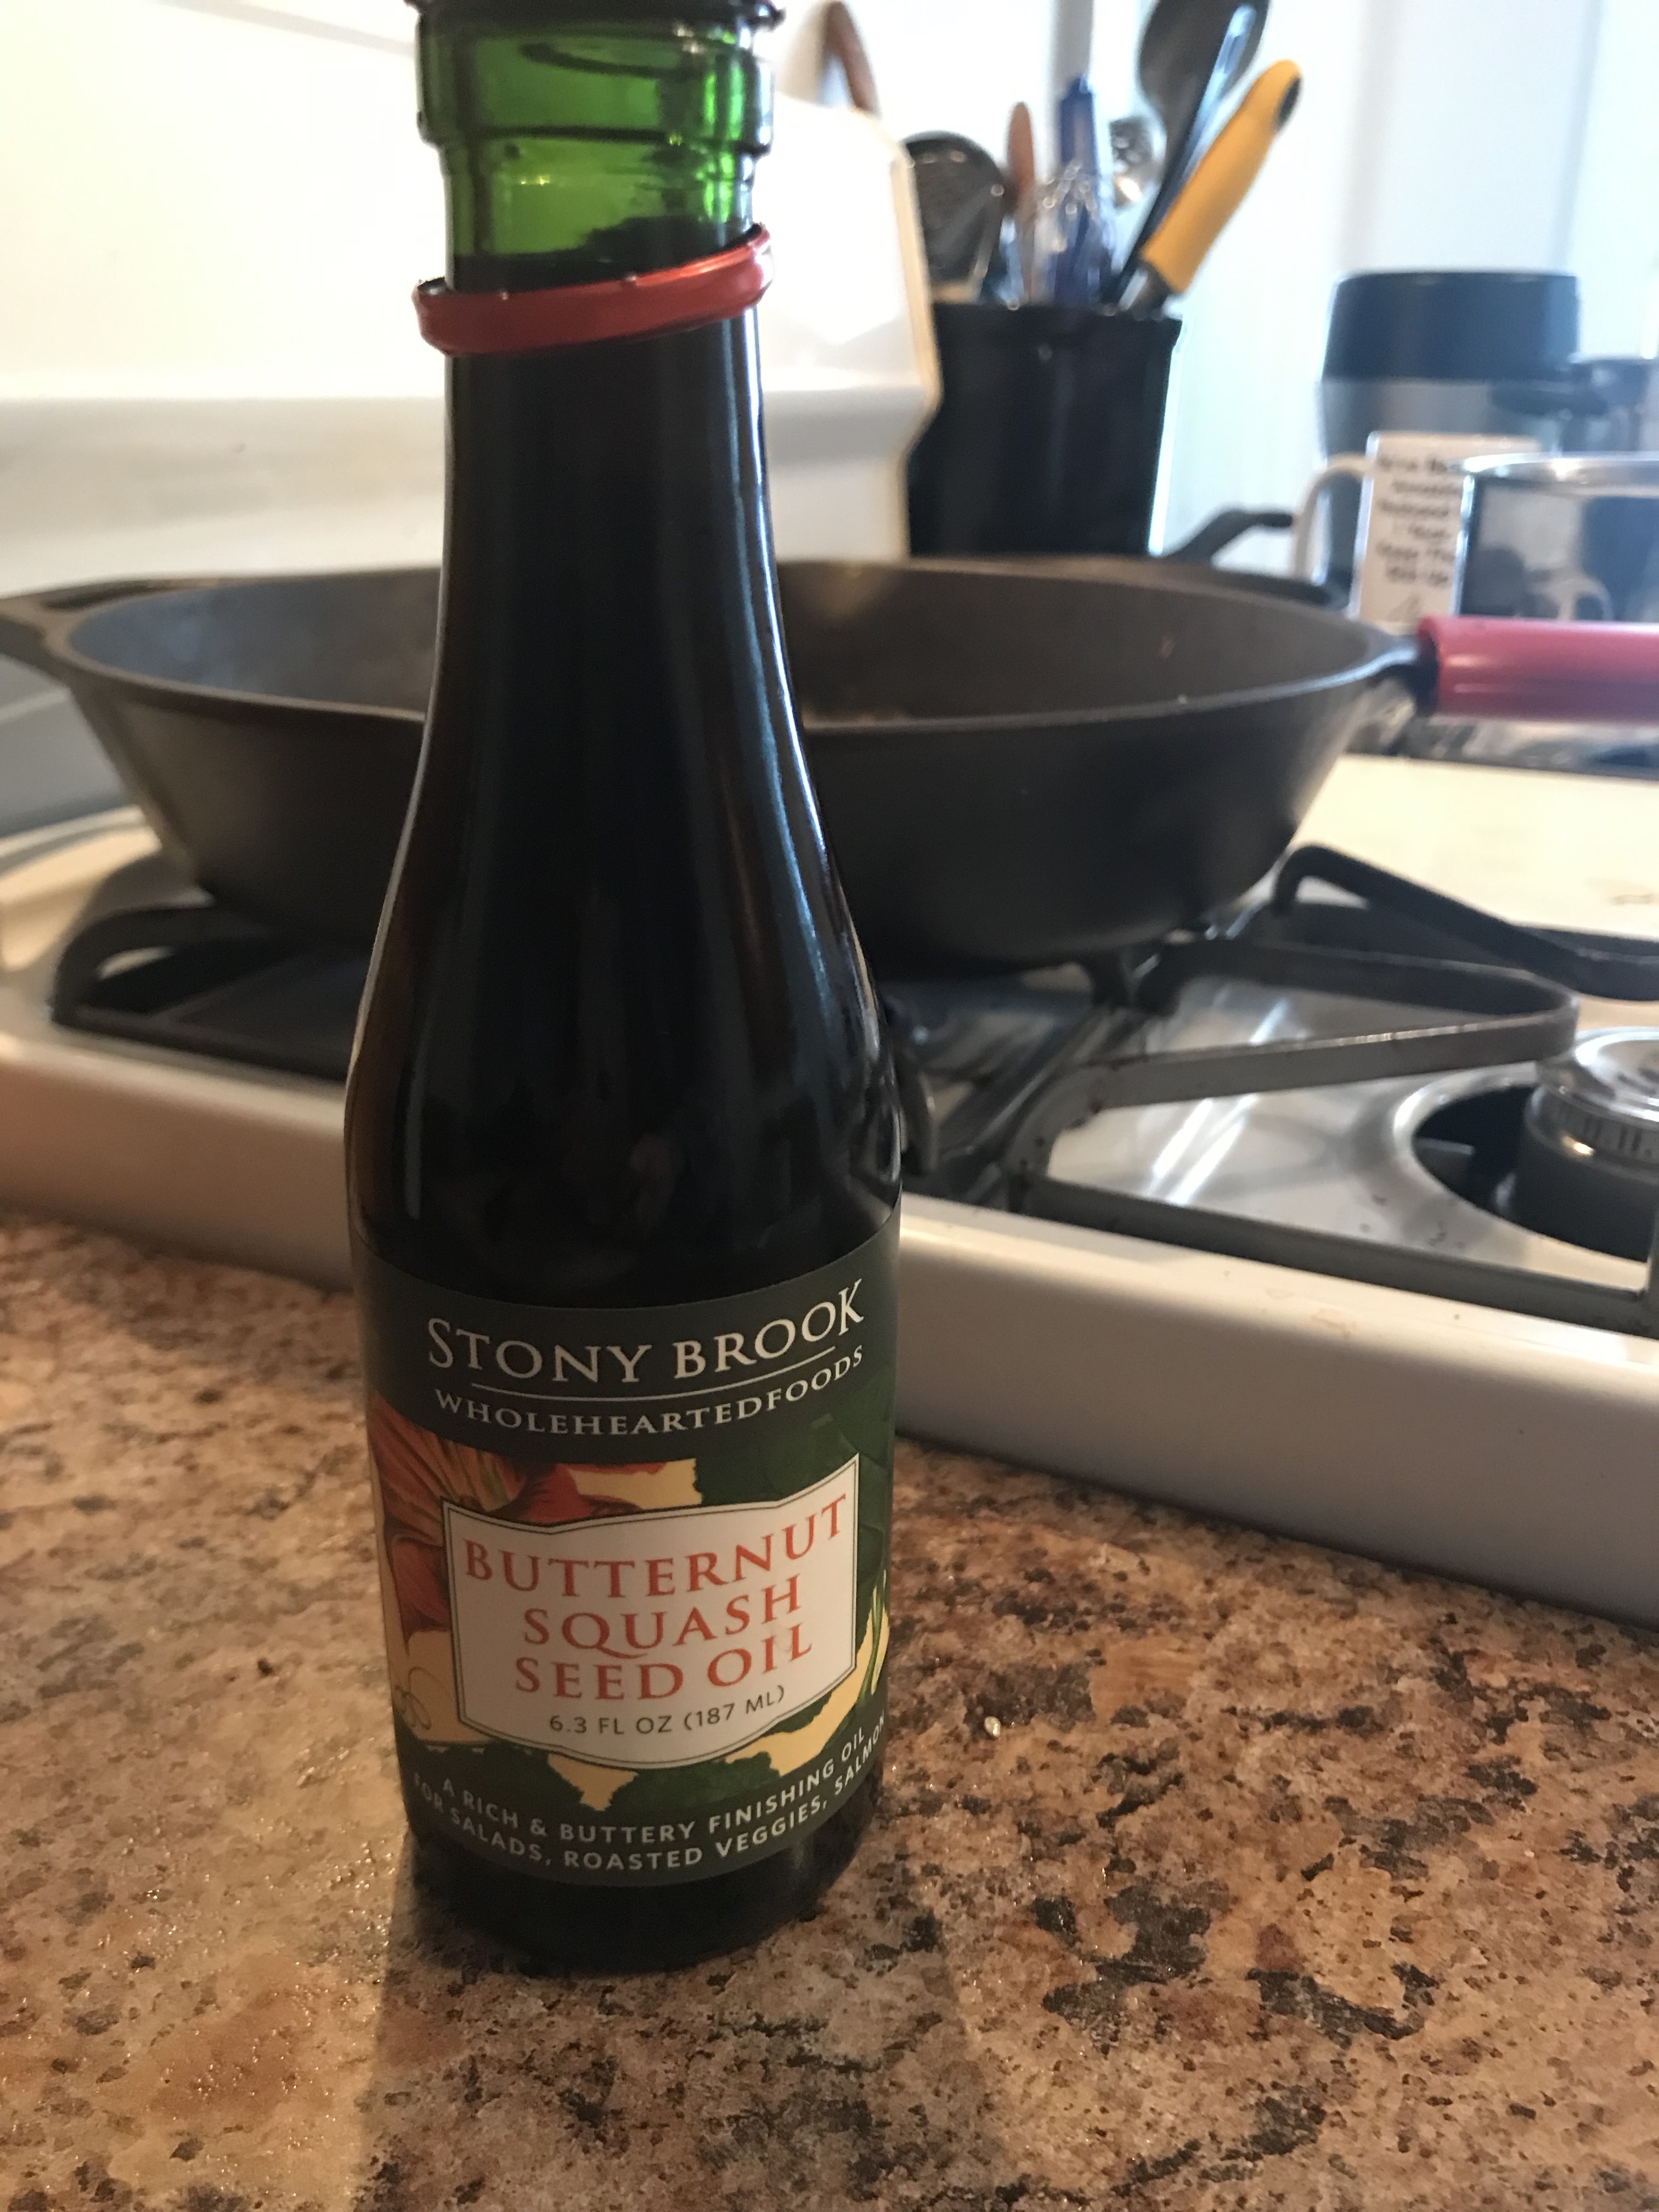 STONY BROOK
WHOLEHEARTEDFOODS
BUTTERNUT
SQUASH
SEED OIL
6.3 FL OZ (187 ML)
A RICH & BUTTERY FINISHING OIL
FOR SALADS, ROASTED VEGGIES, SALMON